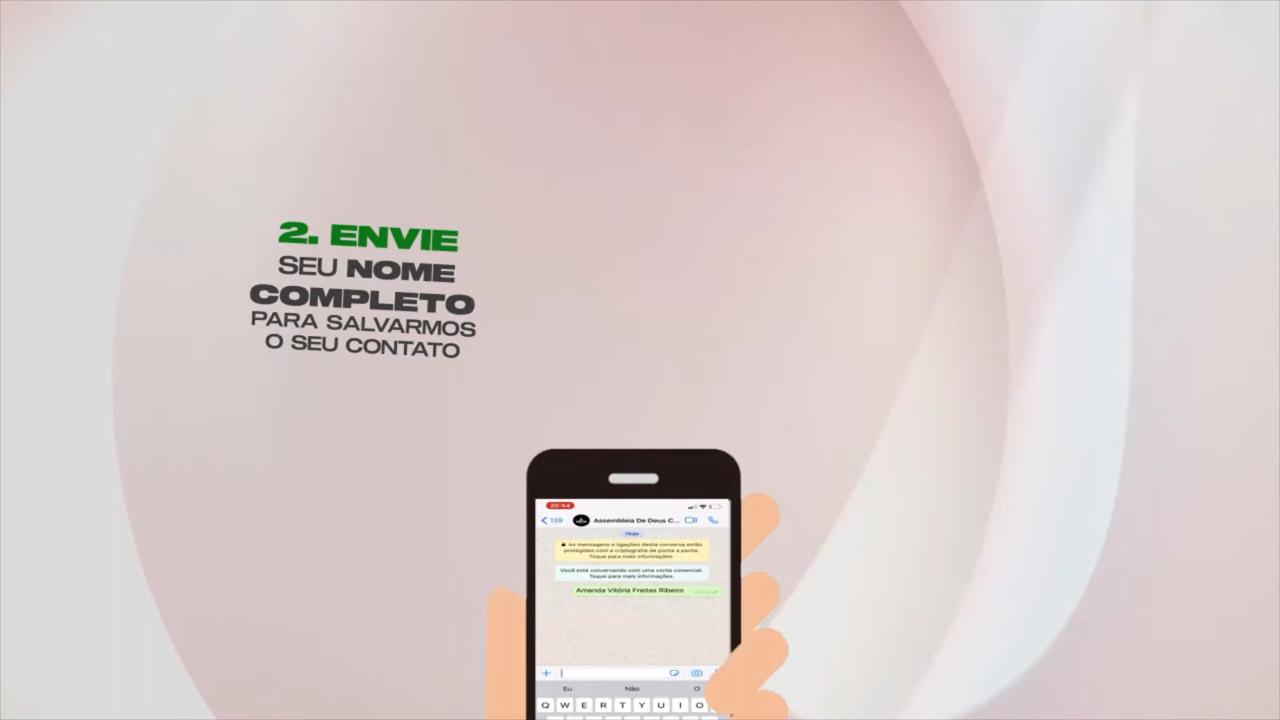 2. ENVIE
SEU NOME
COMPLETO
PARA SALVARMOS
O SEU CONTATO
20:54
139 Assembleia De Deus C...
Hoje
As mensagens e ligações desta conversa estão
protegidas com a criptografia de ponta a ponta.
Toque para mais informações.
Você está conversando com uma conta comercial.
Toque para mais informações.
Amanda Vitória Freitas Ribeiro
Eu Não O
Q W E R T Y U I O